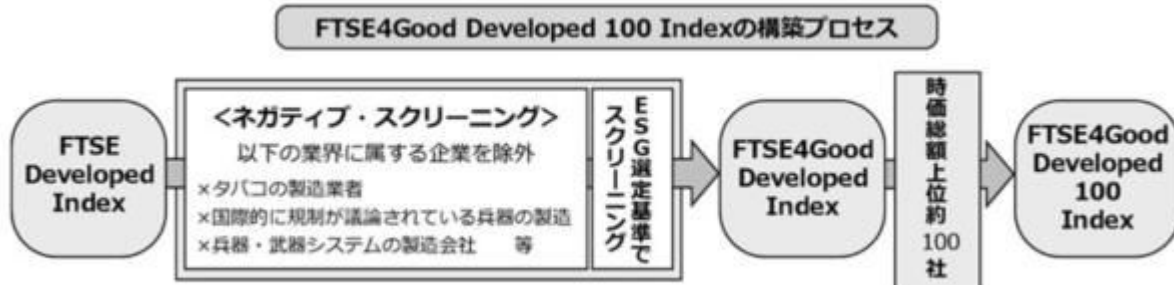 FTSE4Good Developed 100 Indexの構築プロセス
FTSE
Developed
Index
<ネガティブ・スクリーニング>
以下の業界に属する企業を除外
×タバコの製造業者
×国際的に規制が議論されている兵器の製造
×兵器・武器システムの製造会社　等
ESG選定基準で
スクリーニング
FTSE4Good
Developed
Index
時価総額上位約100社
FTSE4Good
Developed
100
Index